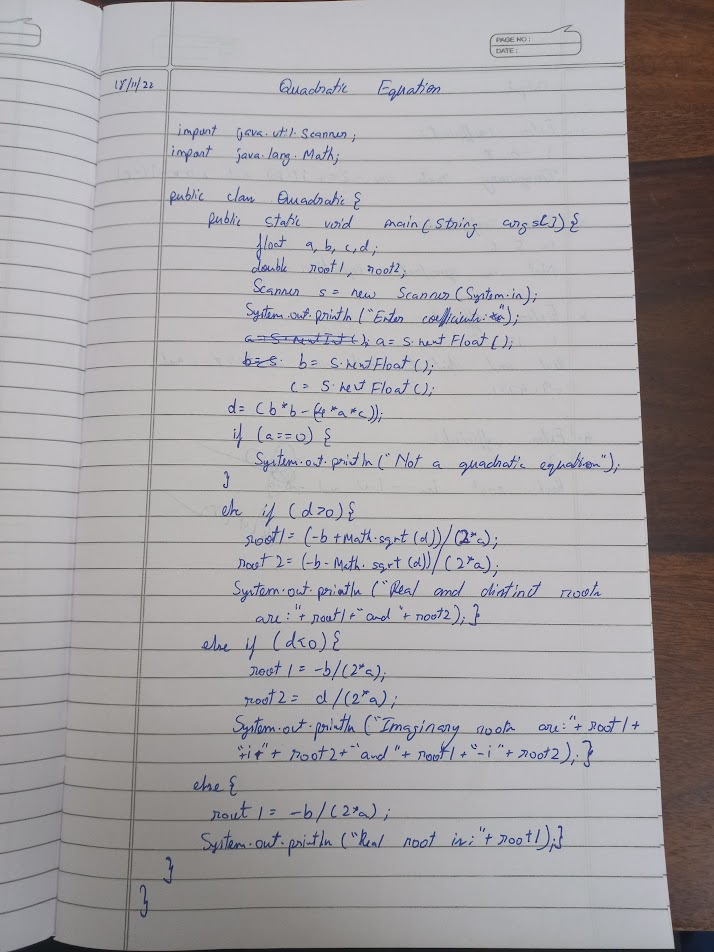 PAGE NO :
DATE :
18/11/22
Quadratic Equation
import java.util.Scanner;
import java.lang.Math;
public class Quadratic {
public static void main(String args[]) {
float a, b, c, d;
double root1, root2;
Scanner s = new Scanner(System.in);
System.out.println("Enter coefficients: ");
a = s.nextInt(); a = s.nextFloat();
b = s. b = s.nextFloat();
c = s.nextFloat();
d = (b*b-(4*a*c));
if (a==0) {
System.out.println("Not a quadratic equation");
}
else if (d>0) {
root1 = (-b+Math.sqrt(d))/(2*a);
root2 = (-b-Math.sqrt(d))/(2*a);
System.out.println("Real and distinct roots
are:"+ root1+" and "+ root2); }
else if (d<0) {
root1 = -b/(2*a);
root2 = d/(2*a);
System.out.println("Imaginary roots are:"+ root1+
"+i"+ root2+" and "+ root1+ "-i"+ root2); }
else {
root1 = -b/(2*a);
System.out.println("Real root is:"+ root1);}
}
}